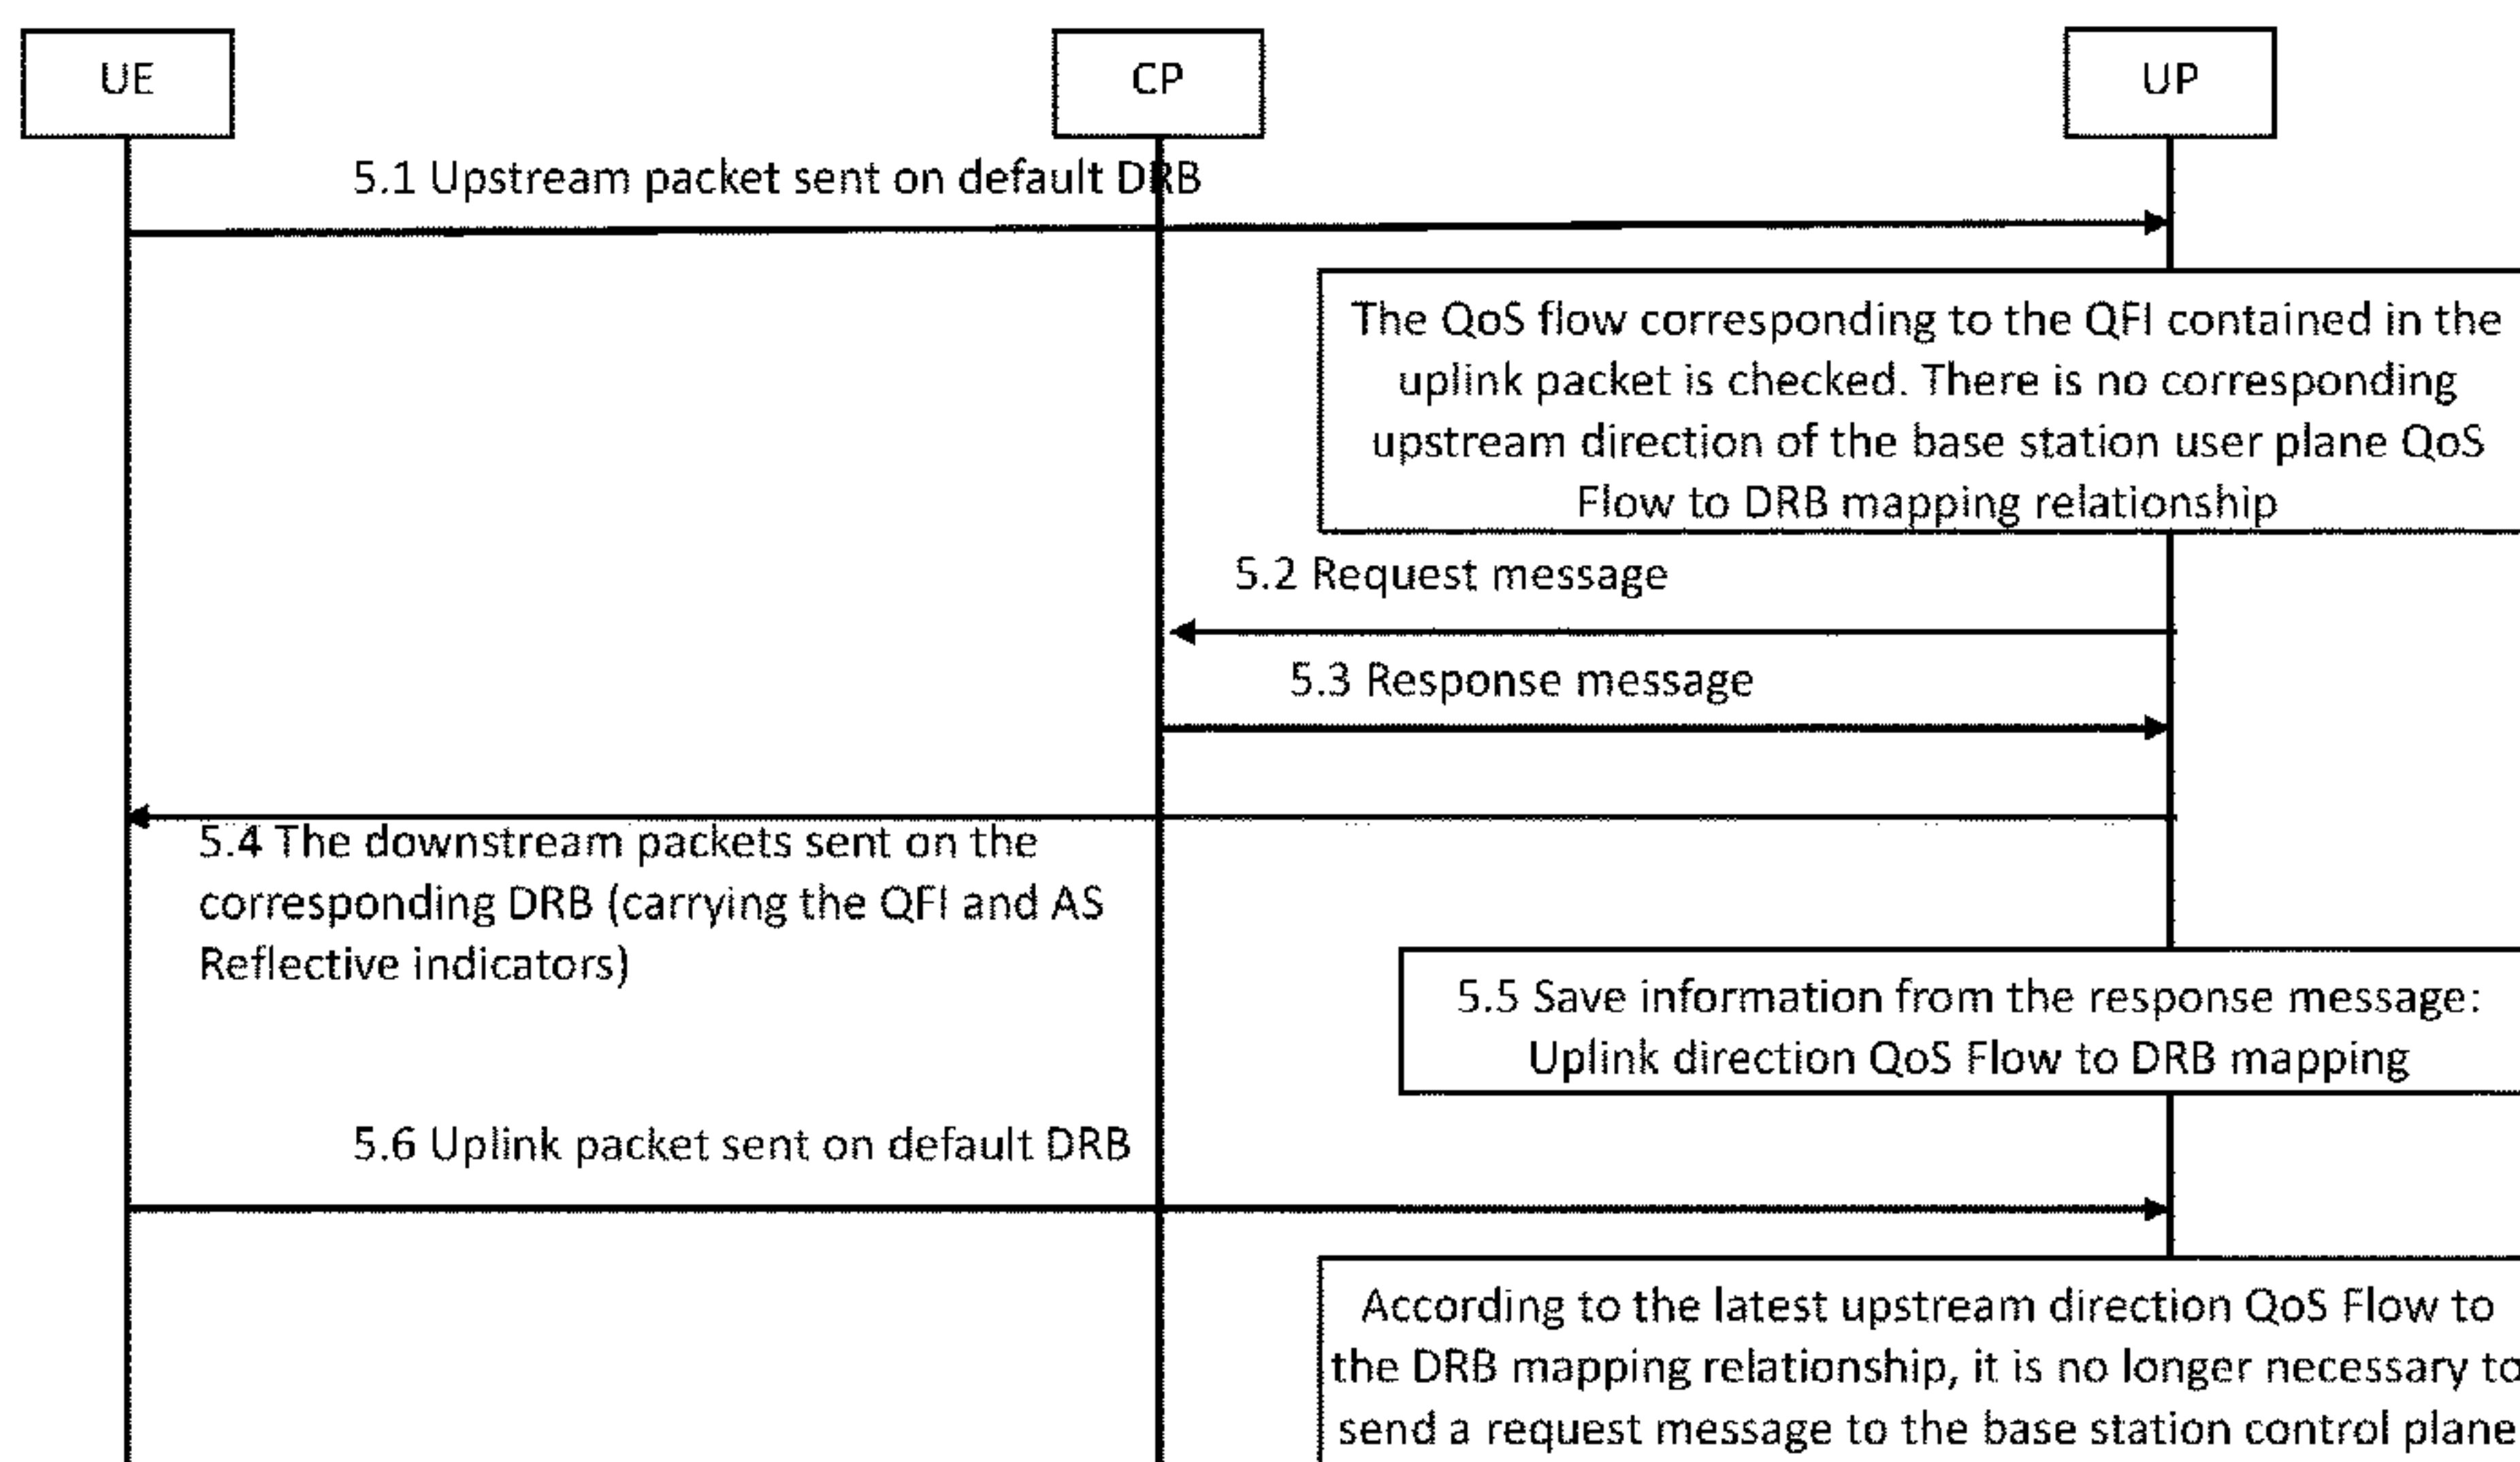 UE
CP
UP
5.1 Upstream packet sent on default DRB
The QoS flow corresponding to the QFI contained in the
uplink packet is checked. There is no corresponding
upstream direction of the base station user plane QoS
Flow to DRB mapping relationship
5.2 Request message
5.3 Response message
5.4 The downstream packets sent on the
corresponding DRB (carrying the QFI and AS
Reflective indicators)
5.5 Save information from the response message:
Uplink direction QoS Flow to DRB mapping
5.6 Uplink packet sent on default DRB
According to the latest upstream direction QoS Flow to
the DRB mapping relationship, it is no longer necessary to
send a request message to the base station control plane